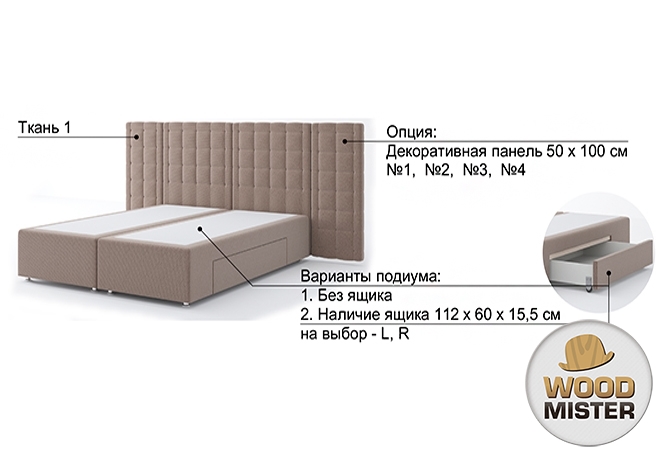 Ткань 1
Опция:
Декоративная панель 50 х 100 см
№1, №2, №3, №4
Варианты подиума:
1. Без ящика
2. Наличие ящика 112 х 60 х 15,5 см
на выбор - L, R
WOOD
MISTER